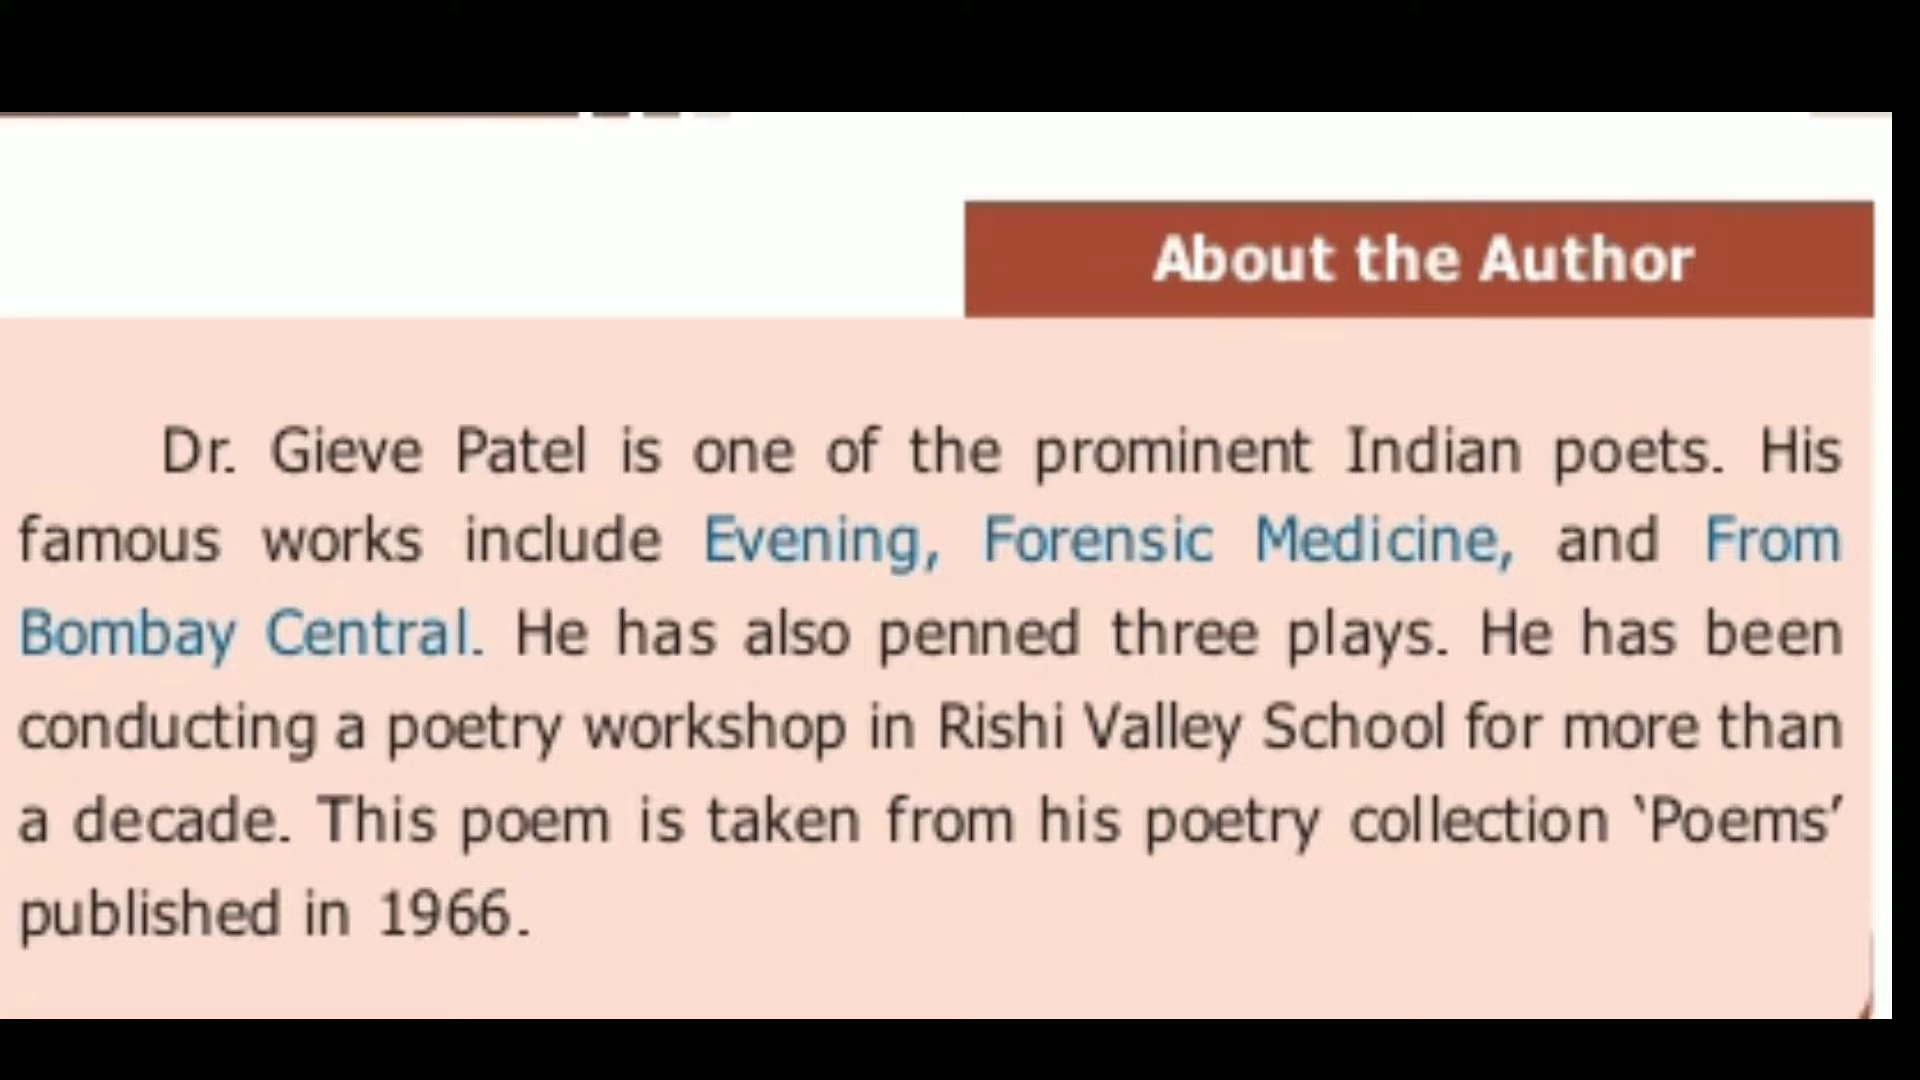 About the Author
Dr. Gieve Patel is one of the prominent Indian poets. His
famous works include Evening, Forensic Medicine, and From
Bombay Central. He has also penned three plays. He has been
conducting a poetry workshop in Rishi Valley School for more than
a decade. This poem is taken from his poetry collection ‘Poems’
published in 1966.